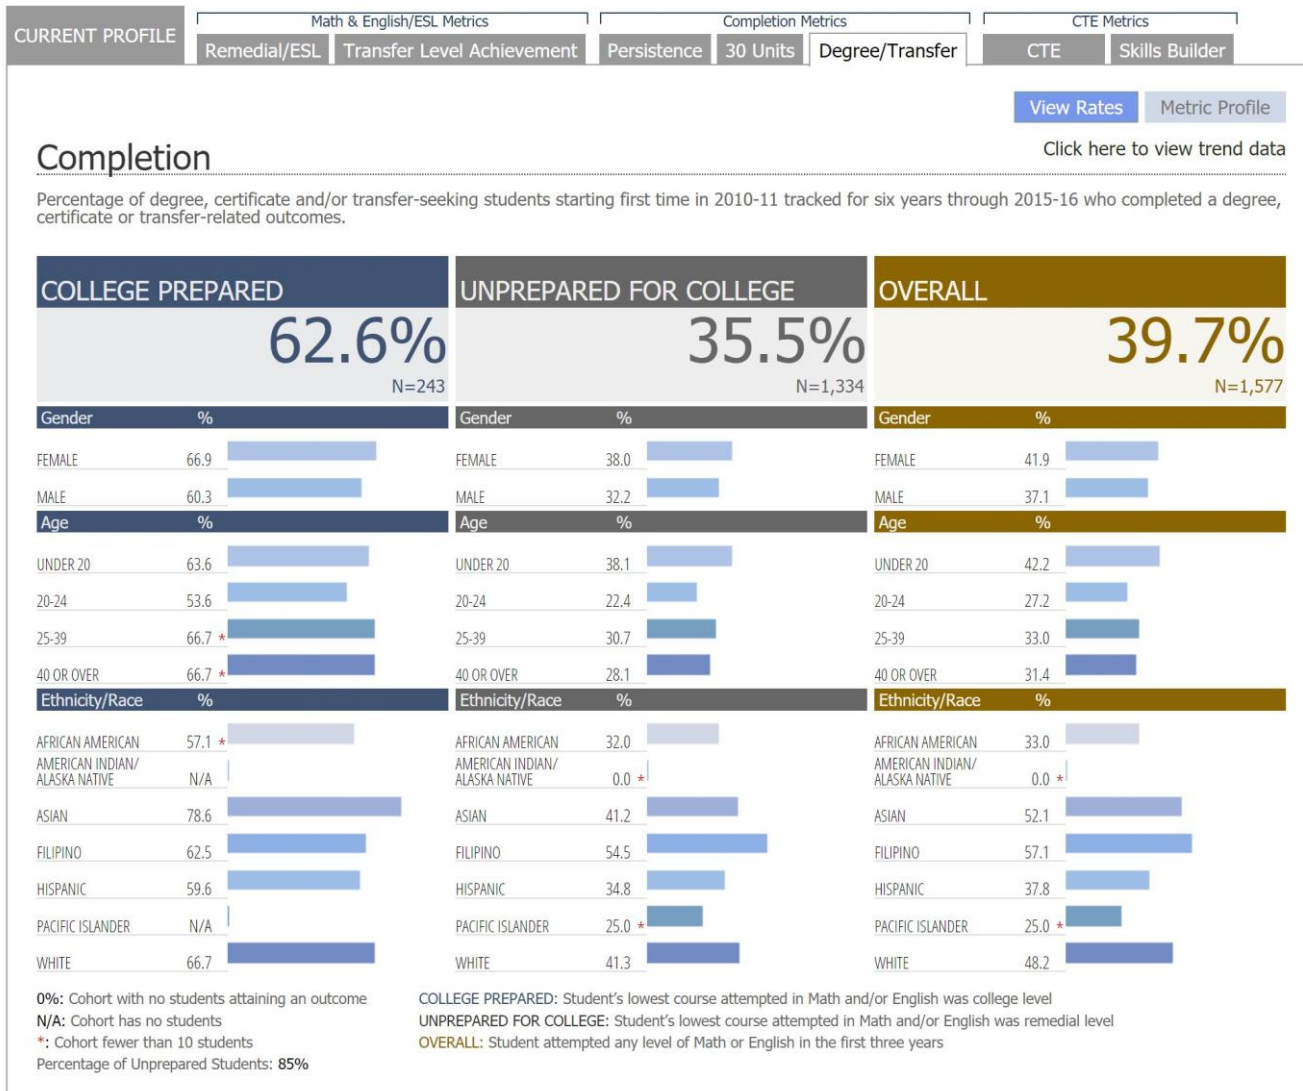 CURRENT PROFILE
Math & English/ESL Metrics
Completion Metrics
CTE Metrics
Remedial/ESL
Transfer Level Achievement
Persistence
30 Units
Degree/Transfer
CTE
Skills Builder
View Rates
Metric Profile
Completion
Click here to view trend data
Percentage of degree, certificate and/or transfer-seeking students starting first time in 2010-11 tracked for six years through 2015-16 who completed a degree,
certificate or transfer-related outcomes.
COLLEGE PREPARED
62.6%
N=243
Gender %
FEMALE 66.9
MALE 60.3
Age %
UNDER 20 63.6
20-24 53.6
25-39 66.7 *
40 OR OVER 66.7 *
Ethnicity/Race %
AFRICAN AMERICAN 57.1 *
AMERICAN INDIAN/
ALASKA NATIVE N/A
ASIAN 78.6
FILIPINO 62.5
HISPANIC 59.6
PACIFIC ISLANDER N/A
WHITE 66.7
UNPREPARED FOR COLLEGE
35.5%
N=1,334
Gender %
FEMALE 38.0
MALE 32.2
Age %
UNDER 20 38.1
20-24 22.4
25-39 30.7
40 OR OVER 28.1
Ethnicity/Race %
AFRICAN AMERICAN 32.0
AMERICAN INDIAN/
ALASKA NATIVE 0.0 *
ASIAN 41.2
FILIPINO 54.5
HISPANIC 34.8
PACIFIC ISLANDER 25.0 *
WHITE 41.3
OVERALL
39.7%
N=1,577
Gender %
FEMALE 41.9
MALE 37.1
Age %
UNDER 20 42.2
20-24 27.2
25-39 33.0
40 OR OVER 31.4
Ethnicity/Race %
AFRICAN AMERICAN 33.0
AMERICAN INDIAN/
ALASKA NATIVE 0.0 *
ASIAN 52.1
FILIPINO 57.1
HISPANIC 37.8
PACIFIC ISLANDER 25.0 *
WHITE 48.2
0%: Cohort with no students attaining an outcome
N/A: Cohort has no students
*: Cohort fewer than 10 students
Percentage of Unprepared Students: 85%
COLLEGE PREPARED: Student's lowest course attempted in Math and/or English was college level
UNPREPARED FOR COLLEGE: Student's lowest course attempted in Math and/or English was remedial level
OVERALL: Student attempted any level of Math or English in the first three years